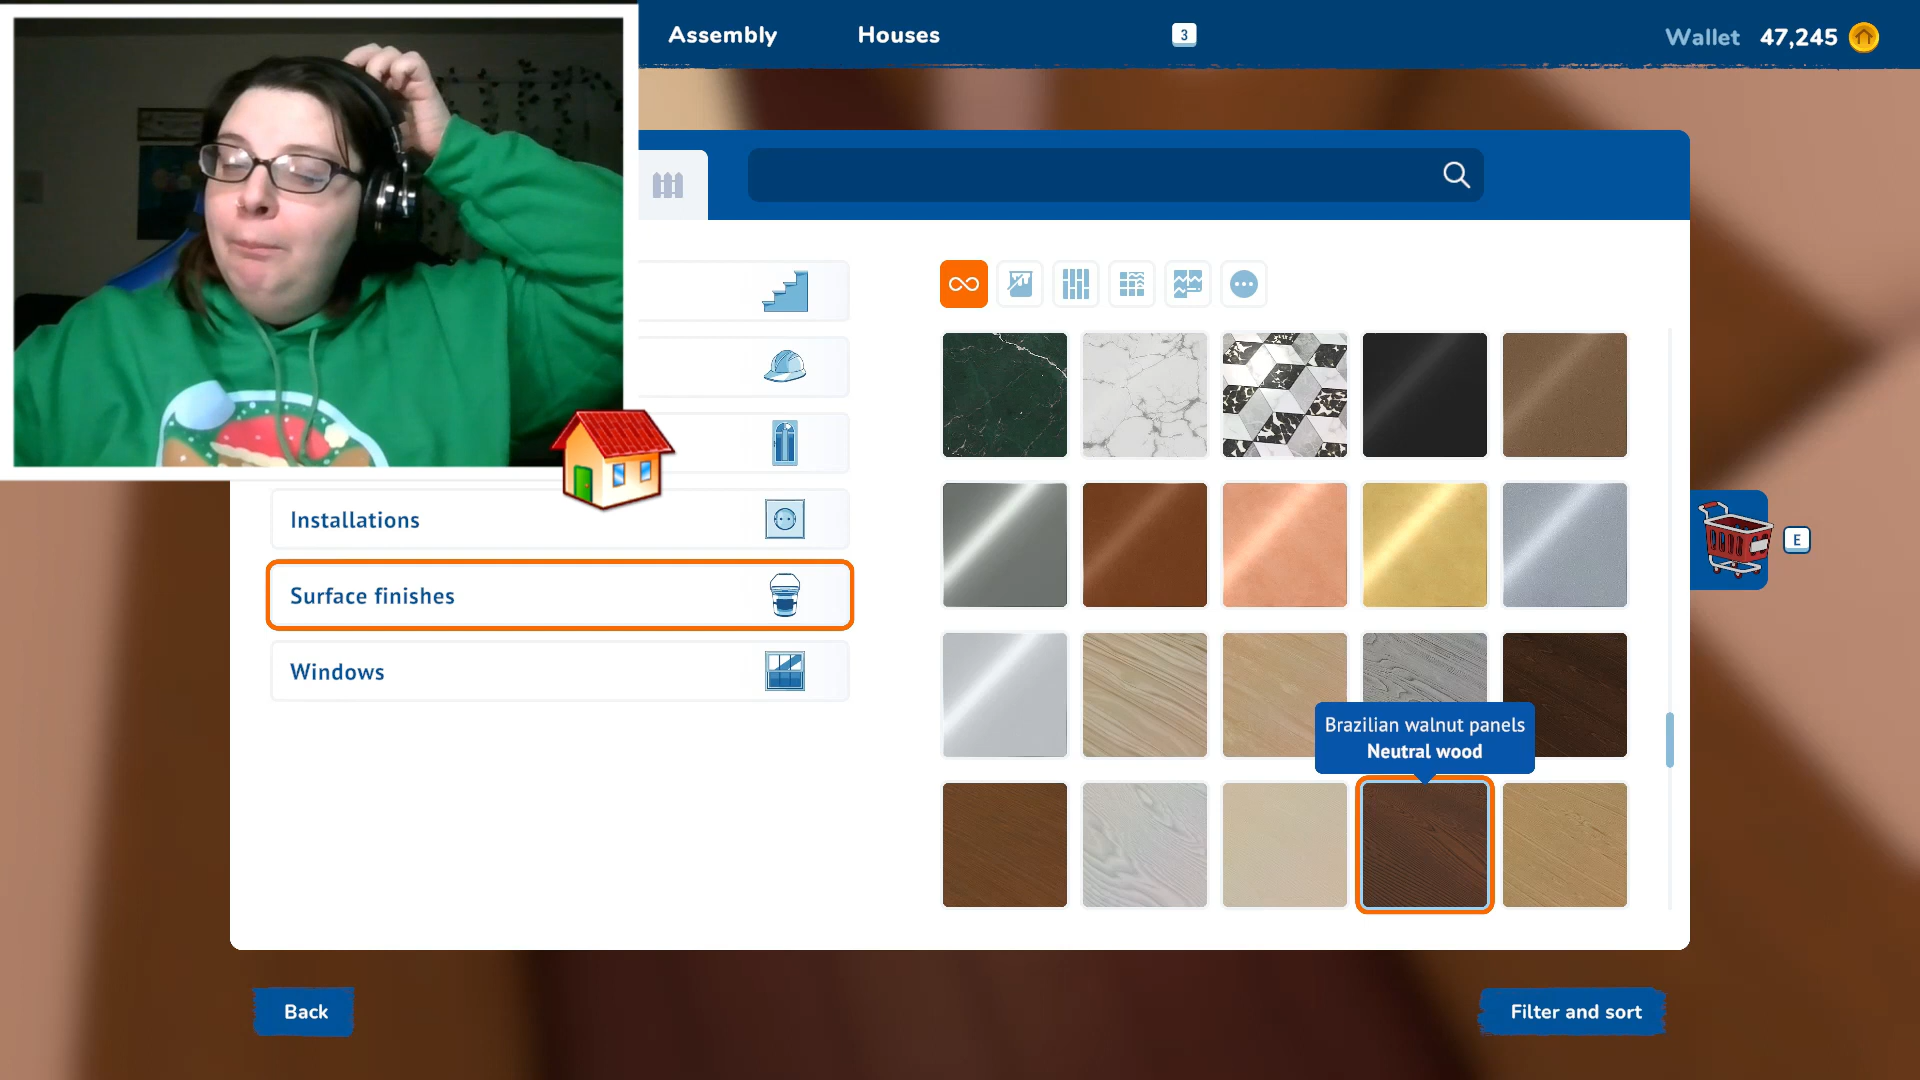 Assembly
Houses
3
Wallet 47,245
Installations
Surface finishes
Windows
Brazilian walnut panels
Neutral wood
E
Back
Filter and sort